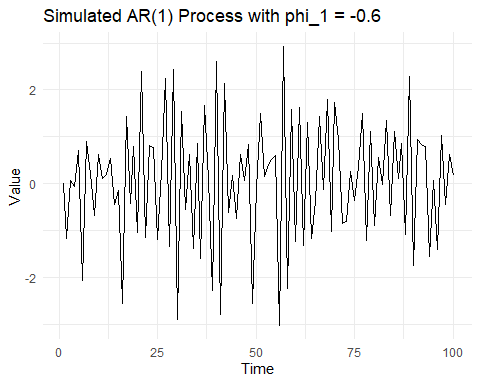 Simulated AR(1) Process with phi_1 = -0.6
Value
2
0
-2
0
25
50
75
100
Time